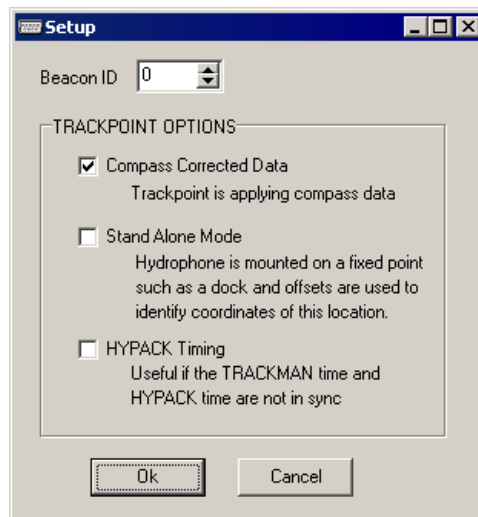 Setup
Beacon ID 0
TRACKPOINT OPTIONS
Compass Corrected Data
Trackpoint is applying compass data
Stand Alone Mode
Hydrophone is mounted on a fixed point
such as a dock and offsets are used to
identify coordinates of this location.
HYPACK Timing
Useful if the TRACKMAN time and
HYPACK time are not in sync
Ok Cancel